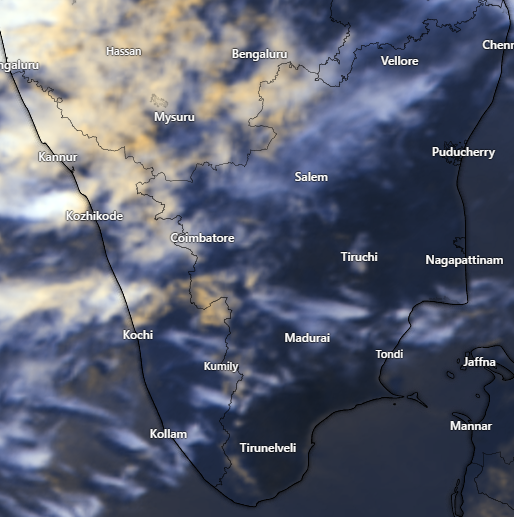 Hassan
Bengaluru
Chenn
ngaluru
Vellore
Mysuru
Kannur
Puducherry
Salem
Kozhikode
Coimbatore
Tiruchi
Nagapattinam
Kochi
Madurai
Tondi
Jaffna
Kumily
Mannar
Kollam
Tirunelveli